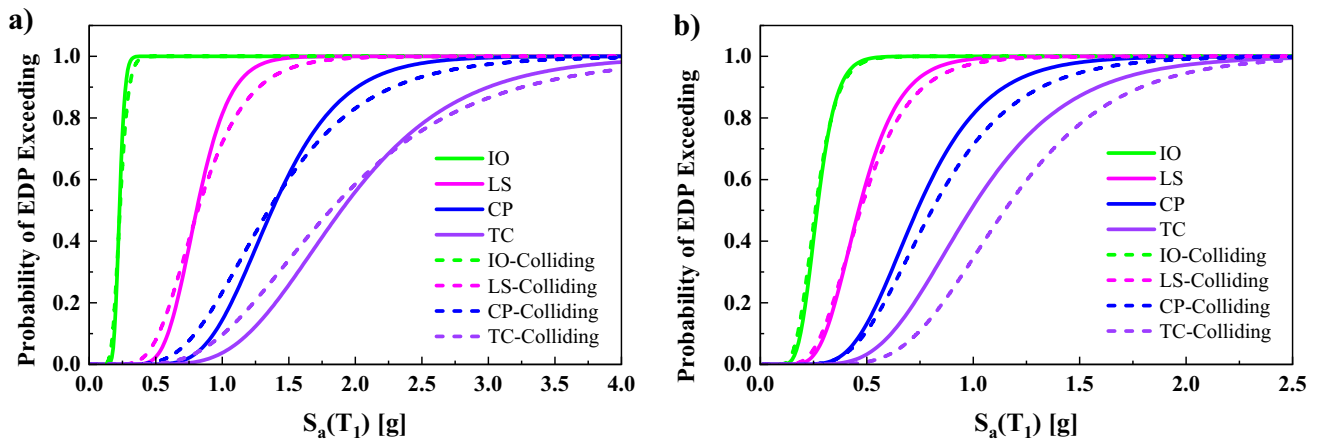 a)
Probability of EDP Exceeding
1.0
0.8
0.6
0.4
0.2
0.0
IO
LS
CP
TC
IO-Colliding
LS-Colliding
CP-Colliding
TC-Colliding
0.0 0.5 1.0 1.5 2.0 2.5 3.0 3.5 4.0
Sa(T1) [g]
b)
Probability of EDP Exceeding
1.0
0.8
0.6
0.4
0.2
0.0
IO
LS
CP
TC
IO-Colliding
LS-Colliding
CP-Colliding
TC-Colliding
0.0 0.5 1.0 1.5 2.0 2.5
Sa(T1) [g]